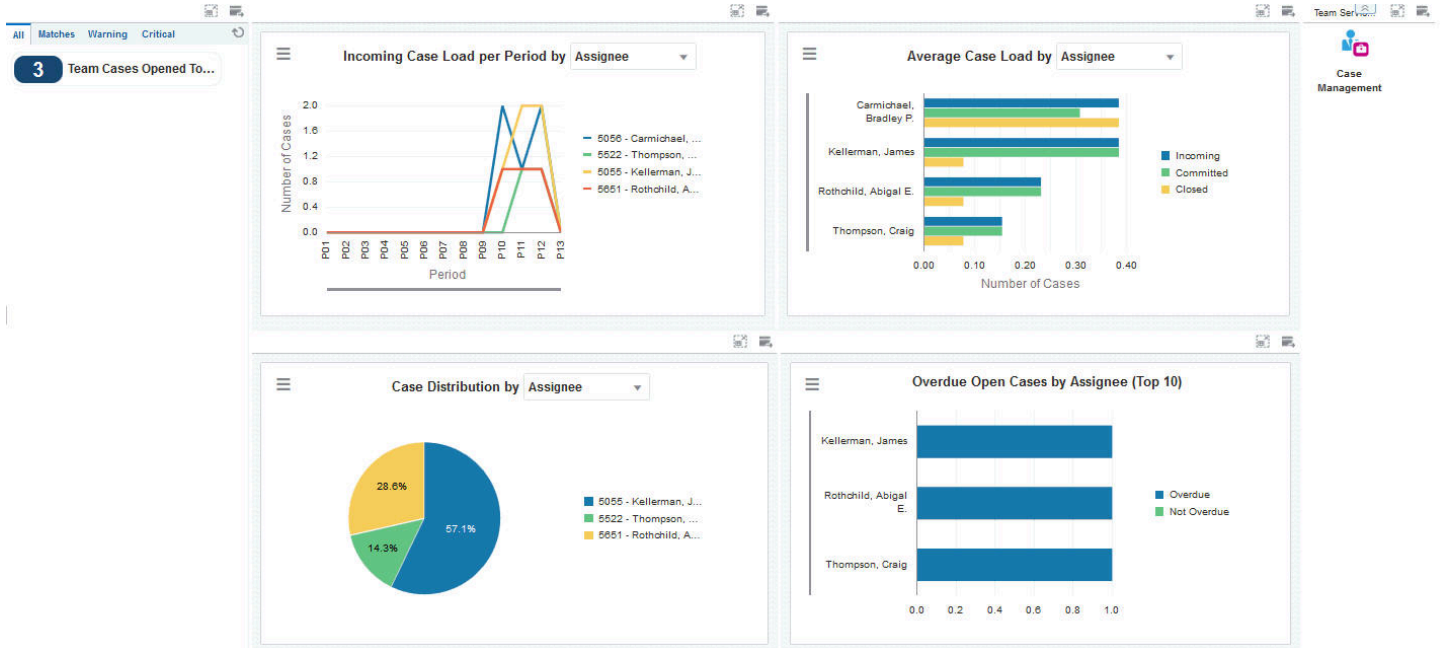 All Matches Warning Critical
3 Team Cases Opened To...
Incoming Case Load per Period by Assignee
Number of Cases
2.0
1.6
1.2
0.8
0.4
0.0
P01 P02 P03 P04 P05 P06 P07 P08 P09 P10 P11 P12 P13
Period
5056 - Carmichael, ...
5522 - Thompson, ...
5055 - Kellerman, J...
5651 - Rothchild, A...
Average Case Load by Assignee
Carmichael,
Bradley P.
Kellerman, James
Rothchild, Abigal E.
Thompson, Craig
0.00 0.10 0.20 0.30 0.40
Number of Cases
Incoming
Committed
Closed
Team
Case
Management
Case Distribution by Assignee
28.6%
57.1%
14.3%
5055 - Kellerman, J...
5522 - Thompson, ...
5651 - Rothchild, A...
Overdue Open Cases by Assignee (Top 10)
Kellerman, James
Rothchild, Abigal
E.
Thompson, Craig
0.0 0.2 0.4 0.6 0.8 1.0
Overdue
Not Overdue